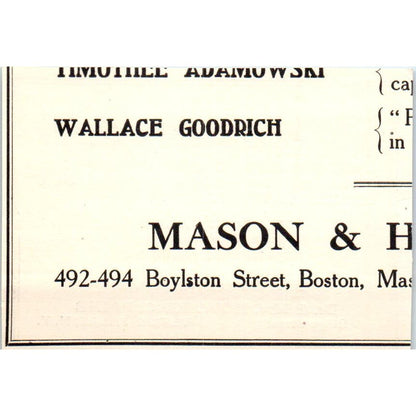 TIMOTHEE ADAMOWSKI { cap
WALLACE GOODRICH { " F
in
MASON & H
492-494 Boylston Street, Boston, Mas